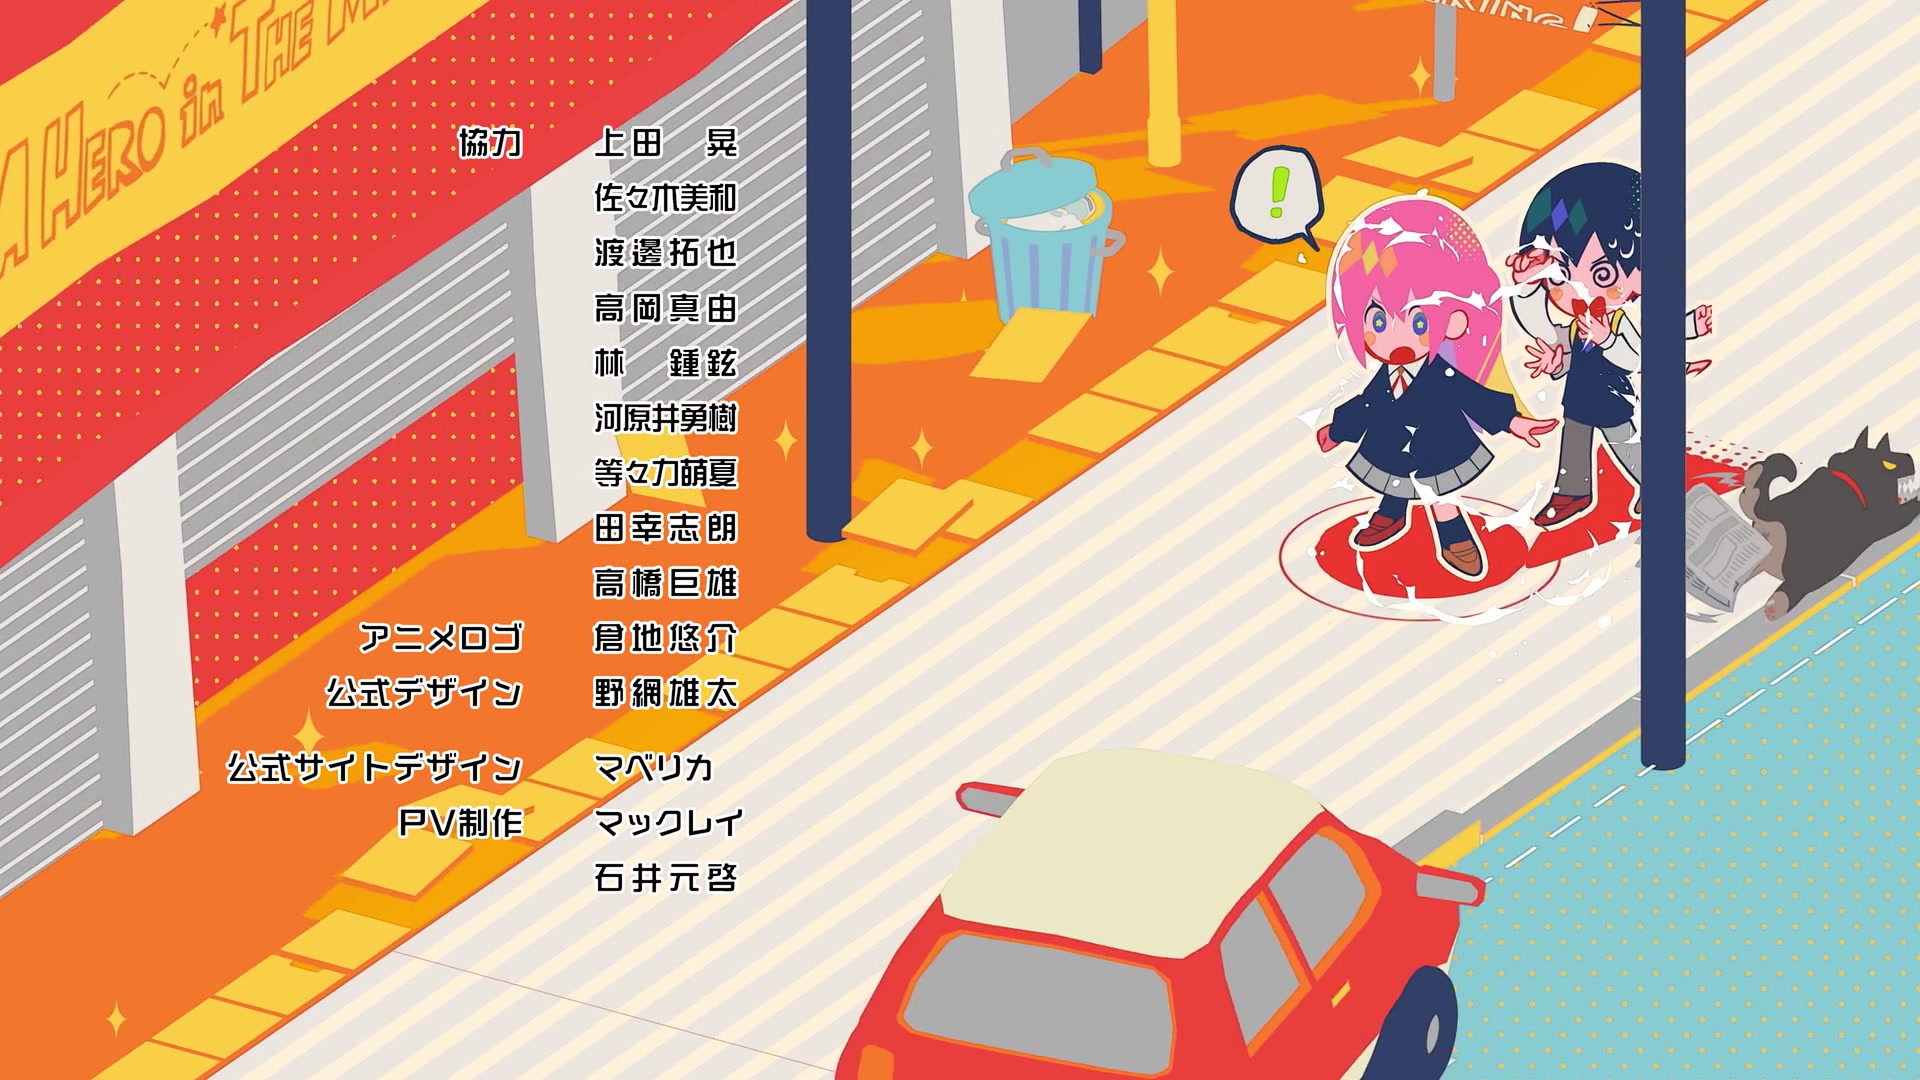 A HERO in THE M
KING
!
協力 上田 晃
佐々木美和
渡邊拓也
高岡真由
林 鍾鉉
河原井勇樹
等々力萌夏
田幸志朗
高橋巨雄
アニメロゴ 倉地悠介
公式デザイン 野網雄太
公式サイトデザイン マベリカ
PV制作 マックレイ
石井元啓